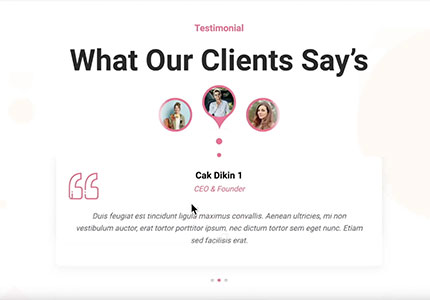 Testimonial
What Our Clients Say’s
Cak Dikin 1
CEO & Founder
Duis feugiat est tincidunt ligula maximus convallis. Aenean ultricies, mi non
vestibulum auctor, erat tortor porttitor ipsum, nec dictum tortor sem eget nunc. Etiam
sed facilisis erat.